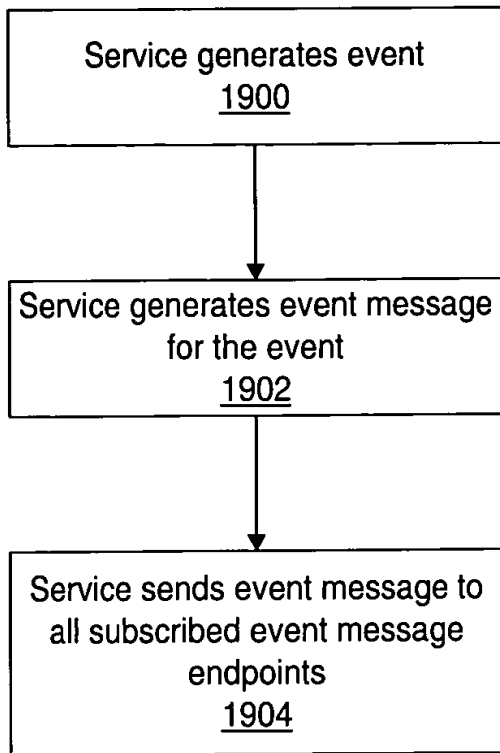 Service generates event
1900
Service generates event message
for the event
1902
Service sends event message to
all subscribed event message
endpoints
1904